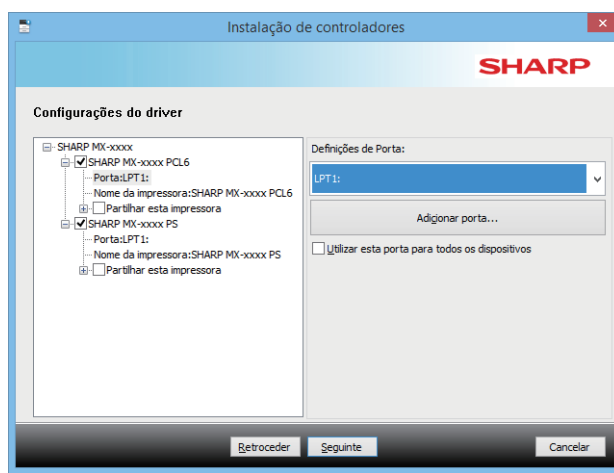 Instalação de controladores
SHARP
Configurações do driver
SHARP MX-xxxx
SHARP MX-xxxx PCL6
Porta:LPT1:
Nome da impressora:SHARP MX-xxxx PCL6
Partilhar esta impressora
SHARP MX-xxxx PS
Porta:LPT1:
Nome da impressora:SHARP MX-xxxx PS
Partilhar esta impressora
Definições de Porta:
LPT1:
Adicionar porta...
Utilizar esta porta para todos os dispositivos
Retroceder
Seguinte
Cancelar